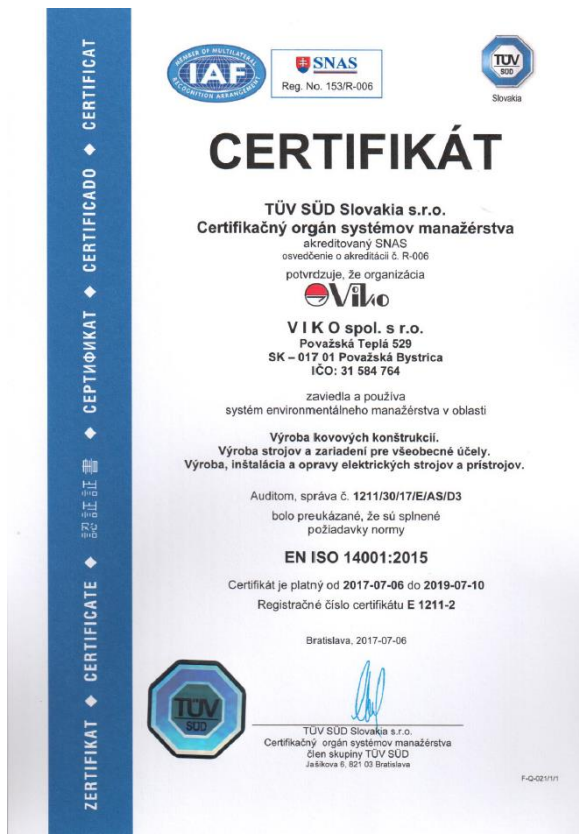 MEMBER OF MULTILATERAL
IAF
RECOGNITION ARRANGEMENT
SNAS
Reg. No. 153/R-006
TÜV
SÜD
Slovakia
CERTIFIKÁT
TÜV SÜD Slovakia s.r.o.
Certifikačný orgán systémov manažérstva
akreditovaný SNAS
osvedčenie o akreditácii č. R-006
potvrdzuje, že organizácia
Viko
V I K O spol. s r.o.
Považská Teplá 529
SK – 017 01 Považská Bystrica
IČO: 31 584 764
zaviedla a používa
systém environmentálneho manažérstva v oblasti
Výroba kovových konštrukcií.
Výroba strojov a zariadení pre všeobecné účely.
Výroba, inštalácia a opravy elektrických strojov a prístrojov.
Auditom, správa č. 1211/30/17/E/AS/D3
bolo preukázané, že sú splnené
požiadavky normy
EN ISO 14001:2015
Certifikát je platný od 2017-07-06 do 2019-07-10
Registračné číslo certifikátu E 1211-2
Bratislava, 2017-07-06
TÜV
SÜD
TÜV SÜD Slovakia s.r.o.
Certifikačný orgán systémov manažérstva
člen skupiny TÜV SÜD
Jašíkova 6, 821 03 Bratislava
F-Q-021/1/1
ZERTIFIKAT ◆ CERTIFICATE ◆ 認証証書 ◆ СЕРТИФИКАТ ◆ CERTIFICADO ◆ CERTIFICAT